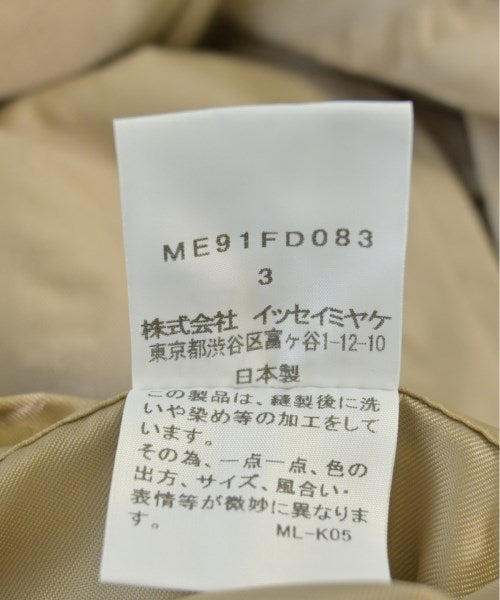 ME91FD083
3
株式会社 イッセイミヤケ
東京都渋谷区富ヶ谷1-12-10
日本製
この製品は、縫製後に洗
いや染め等の加工をして
います。
その為、一点一点、色の
出方、サイズ、風合い・
表情等が微妙に異なりま
す。 ML-K05